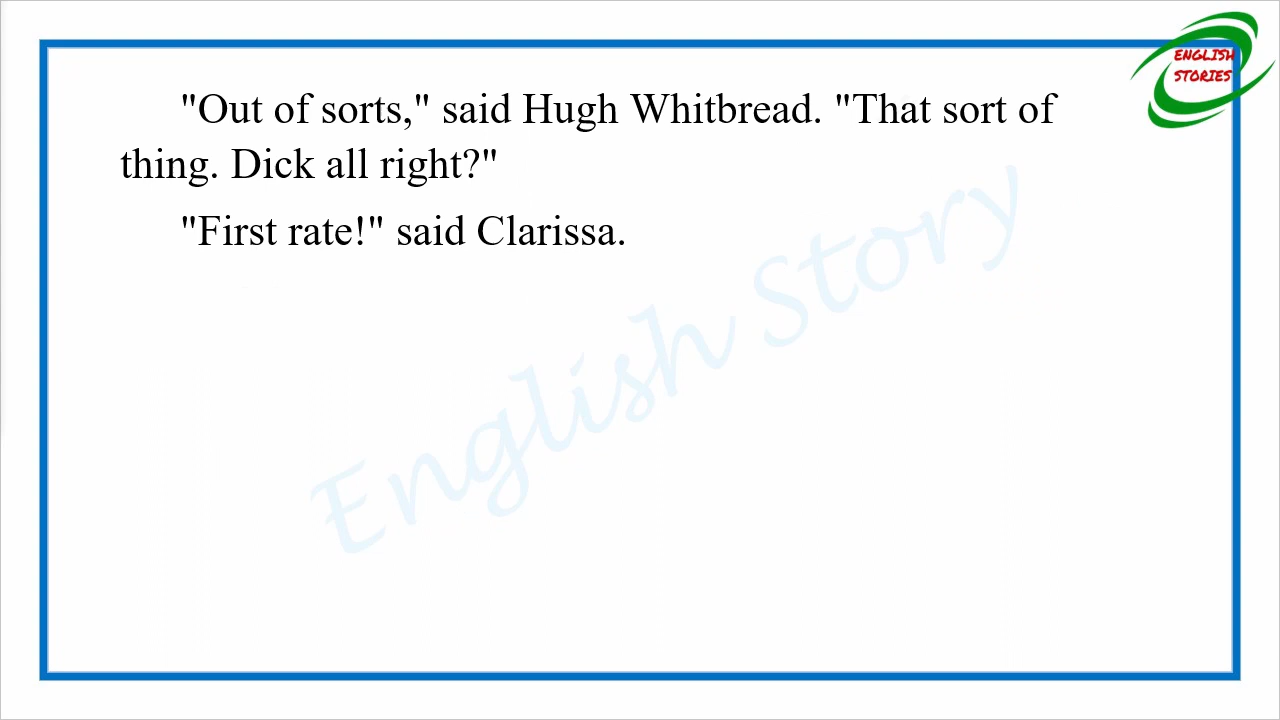 ENGLISH
STORIES
"Out of sorts," said Hugh Whitbread. "That sort of
thing. Dick all right?"
"First rate!" said Clarissa.
English Story